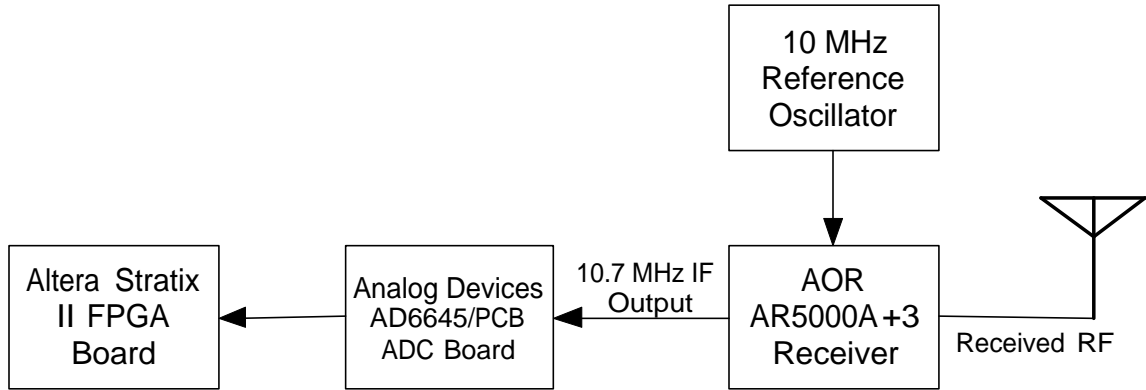 10 MHz
Reference
Oscillator
Altera Stratix
II FPGA
Board
Analog Devices
AD6645/PCB
ADC Board
10.7 MHz IF
Output
AOR
AR5000A+3
Receiver
Received RF